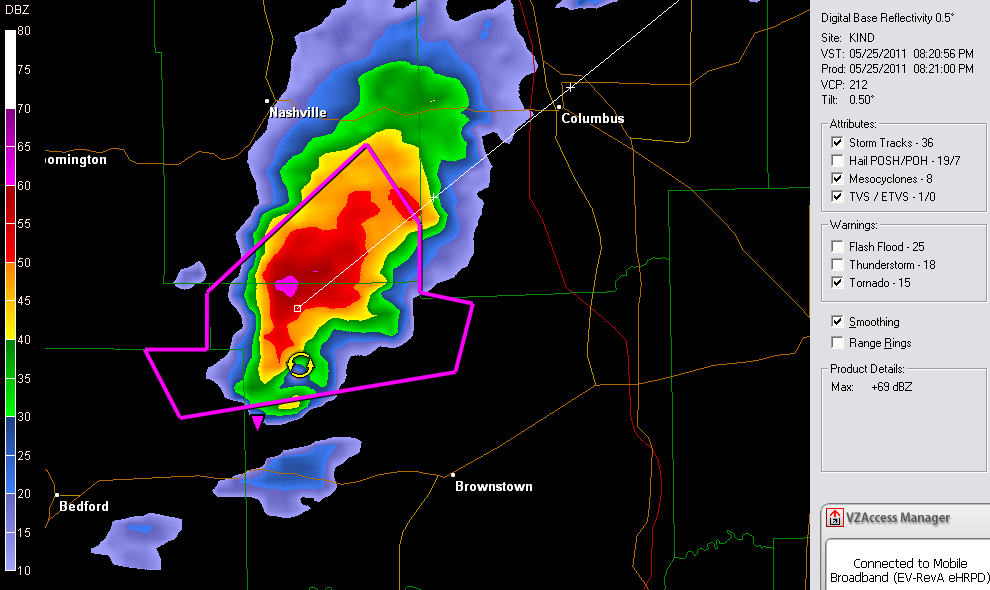 DBZ
80
75
70
65
60
55
50
45
40
35
30
25
20
15
10
Nashville
Columbus
omington
Brownstown
Bedford
Digital Base Reflectivity 0.5°
Site: KIND
VST: 05/25/2011 08:20:56 PM
Prod: 05/25/2011 08:21:00 PM
VCP: 212
Tilt: 0.50°
Attributes:
Storm Tracks - 36
Hail POSH/POH - 19/7
Mesocyclones - 8
TVS / ETVS - 1/0
Warnings:
Flash Flood - 25
Thunderstorm - 18
Tornado - 15
Smoothing
Range Rings
Product Details:
Max: +69 dBZ
VZAccess Manager
Connected to Mobile
Broadband (EV-RevA eHRPD)